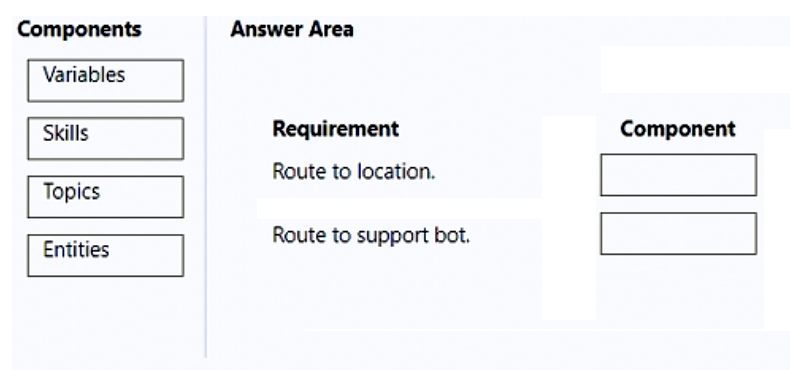 Components
Variables
Skills
Topics
Entities
Answer Area
Requirement Component
Route to location.
Route to support bot.